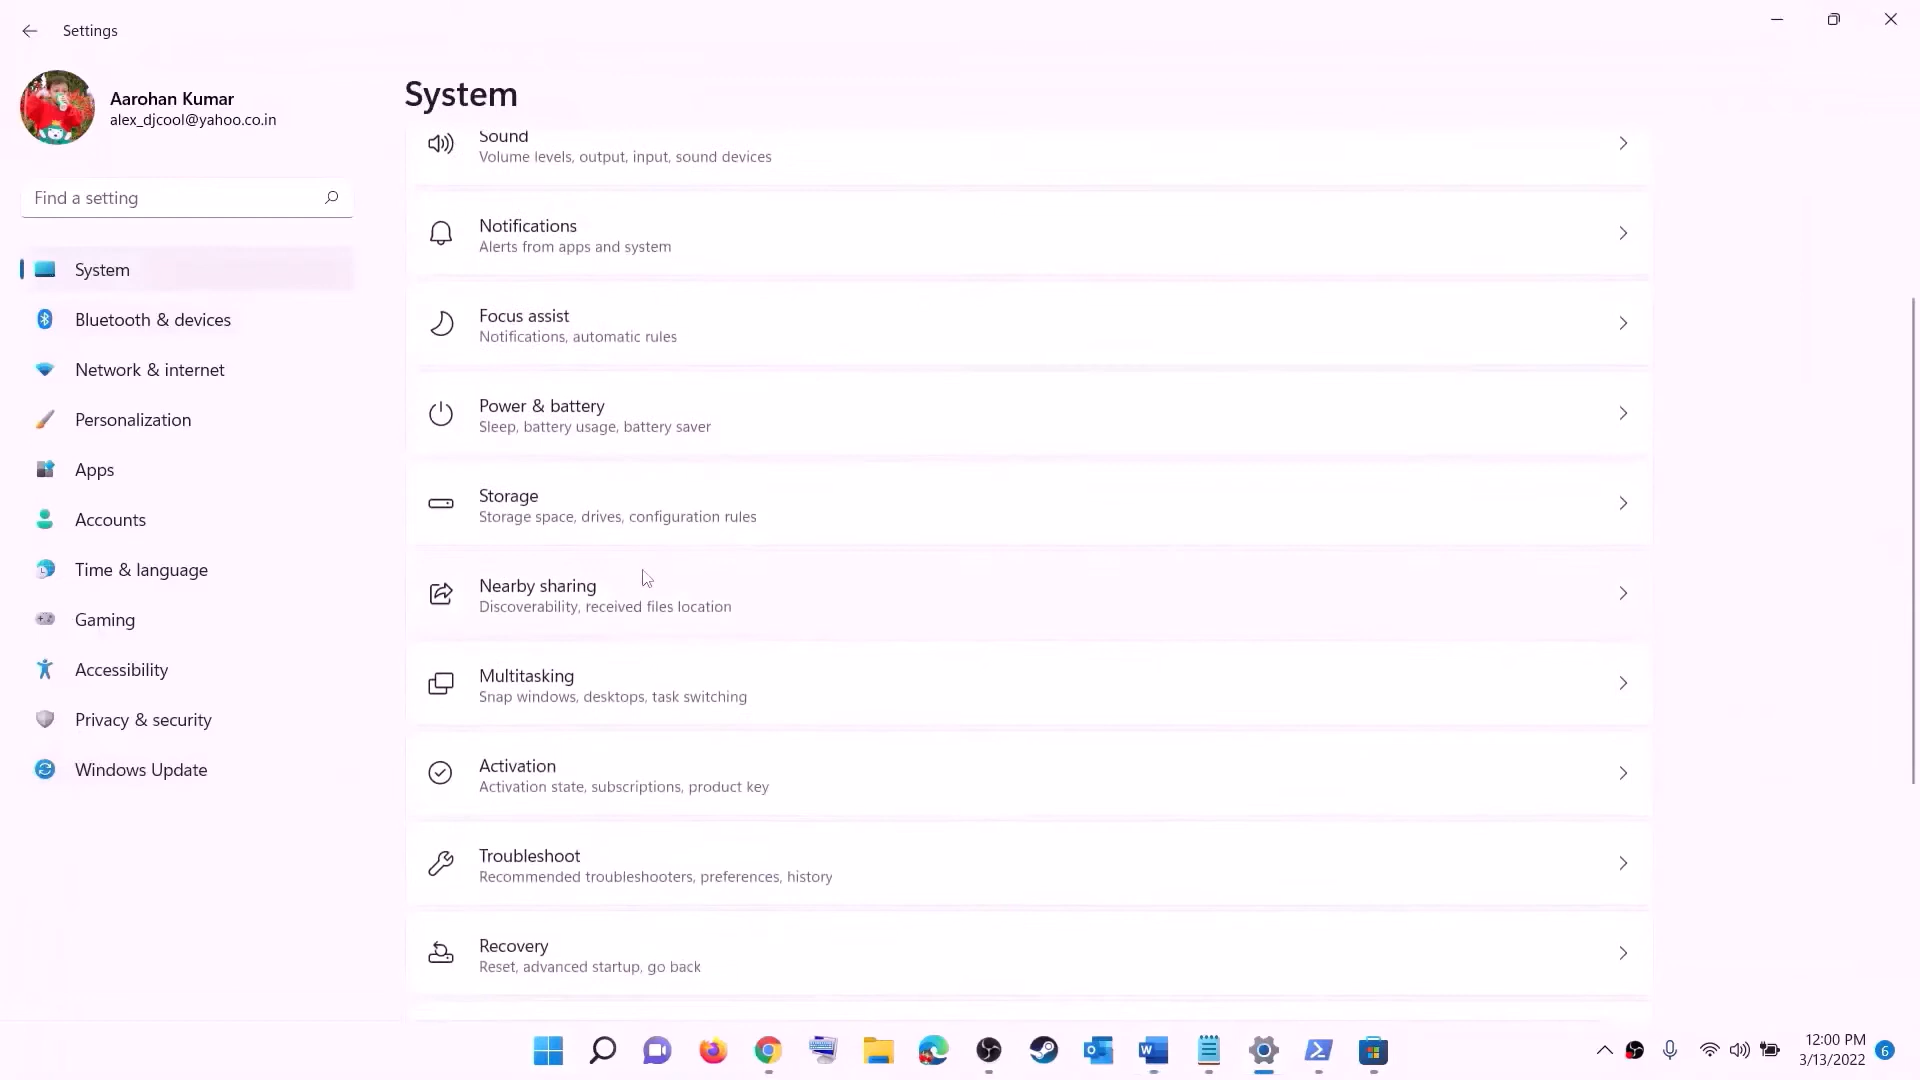 Settings
Aarohan Kumar
alex_djcool@yahoo.co.in
Find a setting
System
Bluetooth & devices
Network & internet
Personalization
Apps
Accounts
Time & language
Gaming
Accessibility
Privacy & security
Windows Update
System
Sound
Volume levels, output, input, sound devices
Notifications
Alerts from apps and system
Focus assist
Notifications, automatic rules
Power & battery
Sleep, battery usage, battery saver
Storage
Storage space, drives, configuration rules
Nearby sharing
Discoverability, received files location
Multitasking
Snap windows, desktops, task switching
Activation
Activation state, subscriptions, product key
Troubleshoot
Recommended troubleshooters, preferences, history
Recovery
Reset, advanced startup, go back
12:00 PM
3/13/2022
6